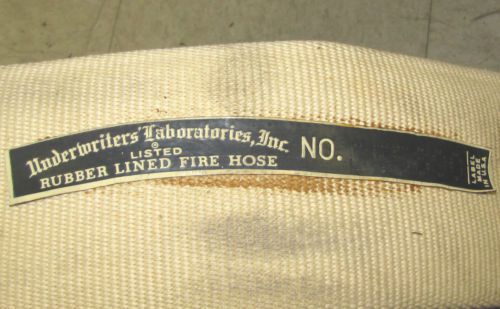 Underwriters' Laboratories, Inc.
®
LISTED
RUBBER LINED FIRE HOSE
NO.
LABEL
MADE
IN U.S.A.